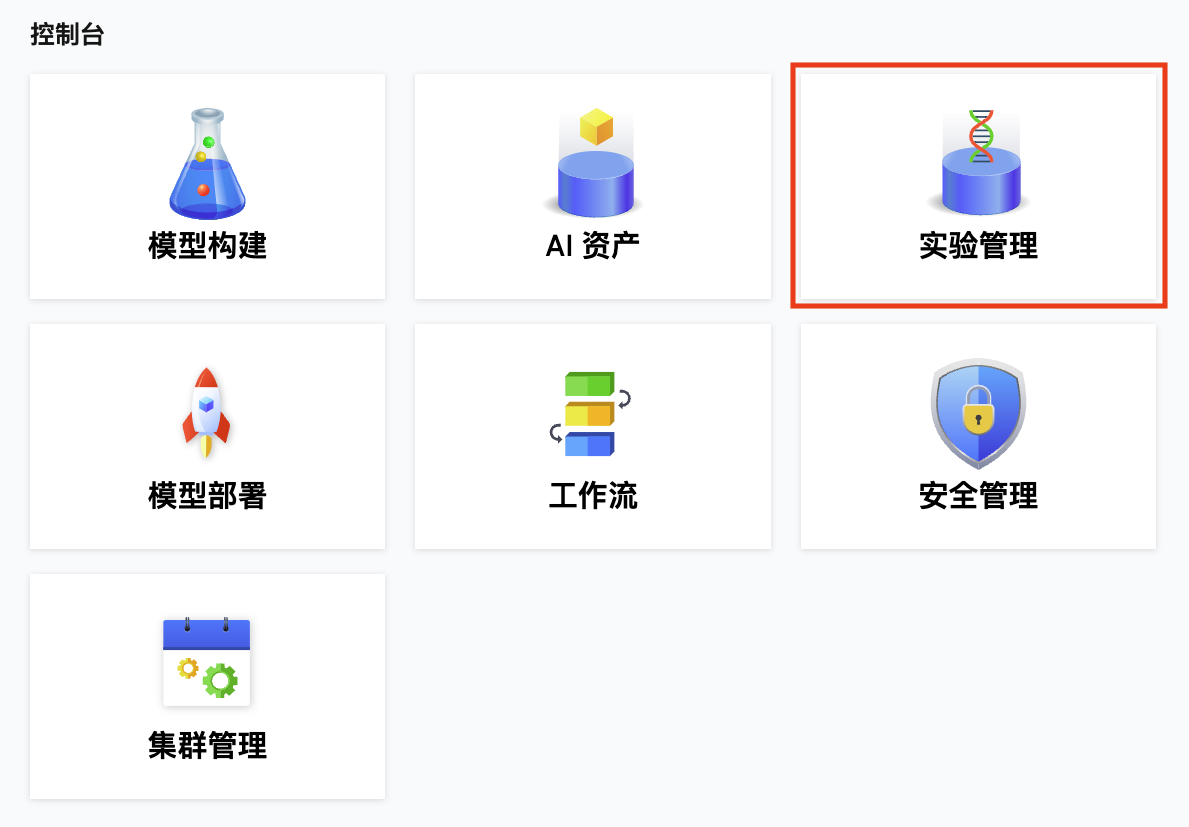 控制台
模型构建
AI 资产
实验管理
模型部署
工作流
安全管理
集群管理